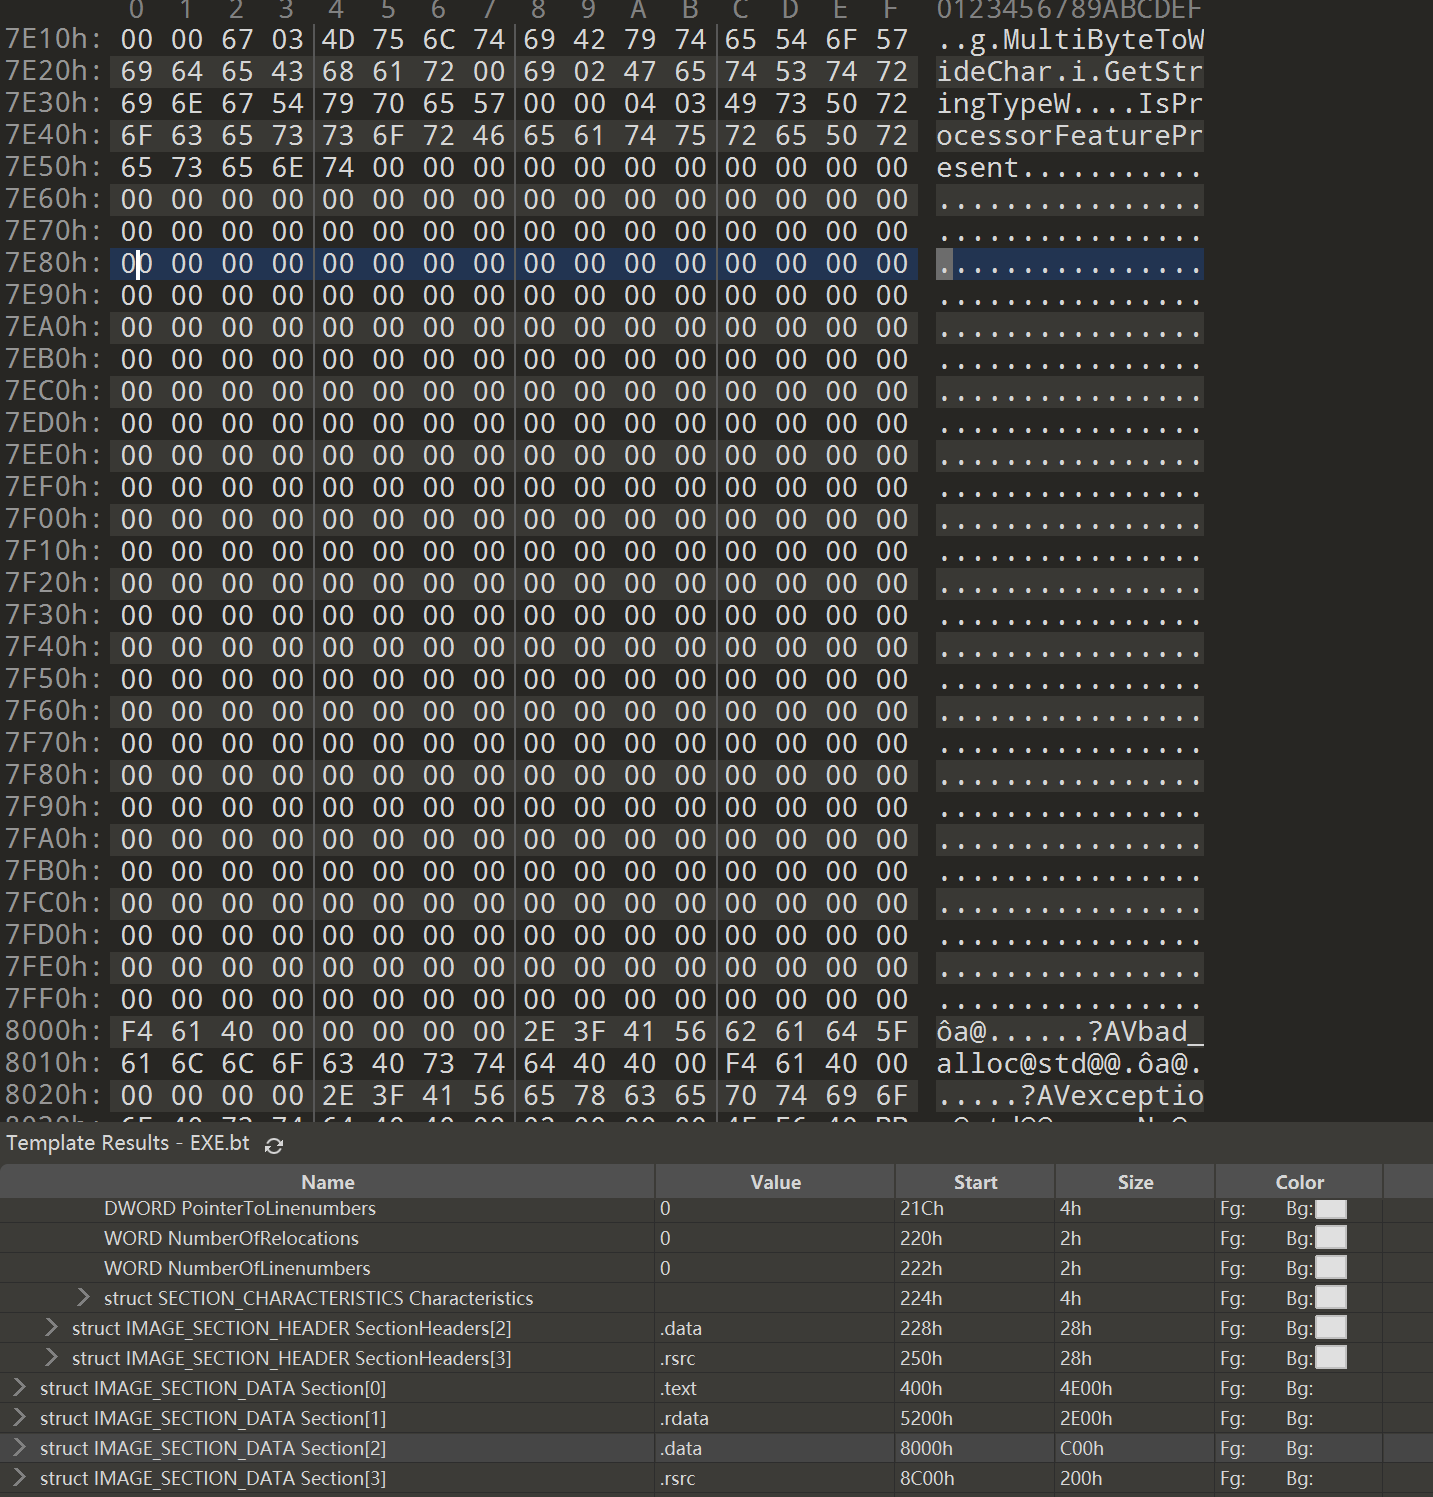 0 1 2 3 4 5 6 7 8 9 A B C D E F 0123456789ABCDEF
7E10h: 00 00 67 03 4D 75 6C 74 69 42 79 74 65 54 6F 57 ..g.MultiByteToW
7E20h: 69 64 65 43 68 61 72 00 69 02 47 65 74 53 74 72 ideChar.i.GetStr
7E30h: 69 6E 67 54 79 70 65 57 00 00 04 03 49 73 50 72 ingTypeW....IsPr
7E40h: 6F 63 65 73 73 6F 72 46 65 61 74 75 72 65 50 72 ocessorFeaturePr
7E50h: 65 73 65 6E 74 00 00 00 00 00 00 00 00 00 00 00 esent...........
7E60h: 00 00 00 00 00 00 00 00 00 00 00 00 00 00 00 00 ................
7E70h: 00 00 00 00 00 00 00 00 00 00 00 00 00 00 00 00 ................
7E80h: 00 00 00 00 00 00 00 00 00 00 00 00 00 00 00 00 ................
7E90h: 00 00 00 00 00 00 00 00 00 00 00 00 00 00 00 00 ................
7EA0h: 00 00 00 00 00 00 00 00 00 00 00 00 00 00 00 00 ................
7EB0h: 00 00 00 00 00 00 00 00 00 00 00 00 00 00 00 00 ................
7EC0h: 00 00 00 00 00 00 00 00 00 00 00 00 00 00 00 00 ................
7ED0h: 00 00 00 00 00 00 00 00 00 00 00 00 00 00 00 00 ................
7EE0h: 00 00 00 00 00 00 00 00 00 00 00 00 00 00 00 00 ................
7EF0h: 00 00 00 00 00 00 00 00 00 00 00 00 00 00 00 00 ................
7F00h: 00 00 00 00 00 00 00 00 00 00 00 00 00 00 00 00 ................
7F10h: 00 00 00 00 00 00 00 00 00 00 00 00 00 00 00 00 ................
7F20h: 00 00 00 00 00 00 00 00 00 00 00 00 00 00 00 00 ................
7F30h: 00 00 00 00 00 00 00 00 00 00 00 00 00 00 00 00 ................
7F40h: 00 00 00 00 00 00 00 00 00 00 00 00 00 00 00 00 ................
7F50h: 00 00 00 00 00 00 00 00 00 00 00 00 00 00 00 00 ................
7F60h: 00 00 00 00 00 00 00 00 00 00 00 00 00 00 00 00 ................
7F70h: 00 00 00 00 00 00 00 00 00 00 00 00 00 00 00 00 ................
7F80h: 00 00 00 00 00 00 00 00 00 00 00 00 00 00 00 00 ................
7F90h: 00 00 00 00 00 00 00 00 00 00 00 00 00 00 00 00 ................
7FA0h: 00 00 00 00 00 00 00 00 00 00 00 00 00 00 00 00 ................
7FB0h: 00 00 00 00 00 00 00 00 00 00 00 00 00 00 00 00 ................
7FC0h: 00 00 00 00 00 00 00 00 00 00 00 00 00 00 00 00 ................
7FD0h: 00 00 00 00 00 00 00 00 00 00 00 00 00 00 00 00 ................
7FE0h: 00 00 00 00 00 00 00 00 00 00 00 00 00 00 00 00 ................
7FF0h: 00 00 00 00 00 00 00 00 00 00 00 00 00 00 00 00 ................
8000h: F4 61 40 00 00 00 00 00 2E 3F 41 56 62 61 64 5F ôa@......?AVbad_
8010h: 61 6C 6C 6F 63 40 73 74 64 40 40 00 F4 61 40 00 alloc@std@@.ôa@.
8020h: 00 00 00 00 2E 3F 41 56 65 78 63 65 70 74 69 6F .....?AVexceptio
Template Results - EXE.bt
Name Value Start Size Color
DWORD PointerToLinenumbers 0 21Ch 4h Fg: Bg:
WORD NumberOfRelocations 0 220h 2h Fg: Bg:
WORD NumberOfLinenumbers 0 222h 2h Fg: Bg:
struct SECTION_CHARACTERISTICS Characteristics 224h 4h Fg: Bg:
struct IMAGE_SECTION_HEADER SectionHeaders[2] .data 228h 28h Fg: Bg:
struct IMAGE_SECTION_HEADER SectionHeaders[3] .rsrc 250h 28h Fg: Bg:
struct IMAGE_SECTION_DATA Section[0] .text 400h 4E00h Fg: Bg:
struct IMAGE_SECTION_DATA Section[1] .rdata 5200h 2E00h Fg: Bg:
struct IMAGE_SECTION_DATA Section[2] .data 8000h C00h Fg: Bg:
struct IMAGE_SECTION_DATA Section[3] .rsrc 8C00h 200h Fg: Bg: